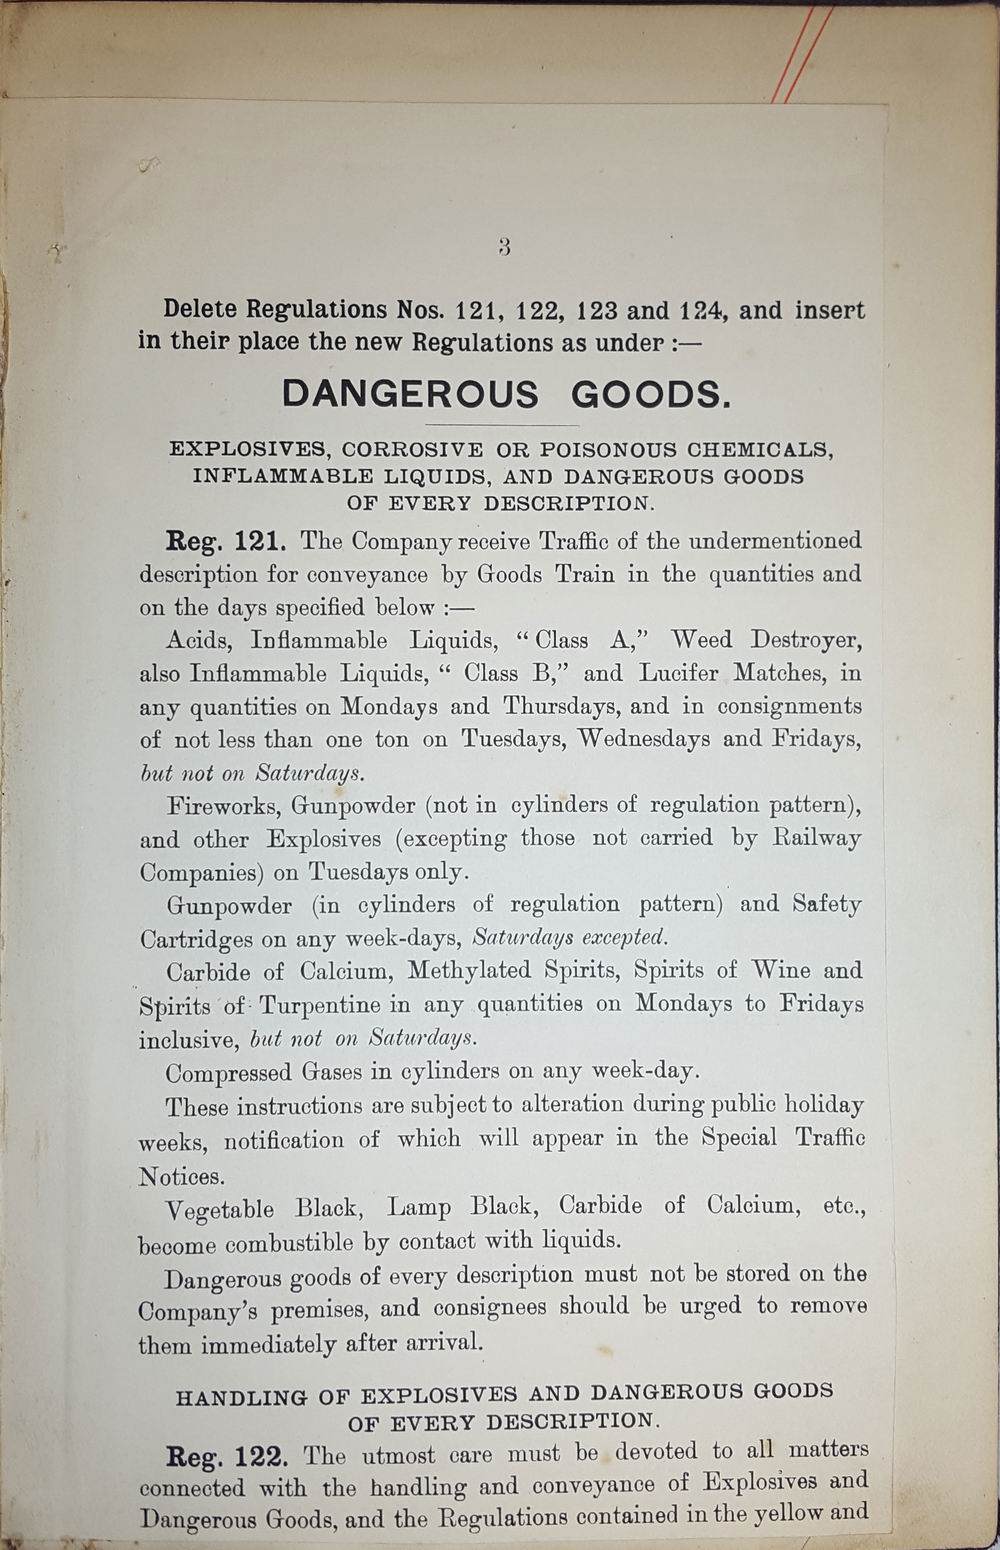 3
Delete Regulations Nos. 121, 122, 123 and 124, and insert
in their place the new Regulations as under :—
DANGEROUS GOODS.
EXPLOSIVES, CORROSIVE OR POISONOUS CHEMICALS,
INFLAMMABLE LIQUIDS, AND DANGEROUS GOODS
OF EVERY DESCRIPTION.
Reg. 121. The Company receive Traffic of the undermentioned
description for conveyance by Goods Train in the quantities and
on the days specified below :—
Acids, Inflammable Liquids, “ Class A,” Weed Destroyer,
also Inflammable Liquids, “ Class B,” and Lucifer Matches, in
any quantities on Mondays and Thursdays, and in consignments
of not less than one ton on Tuesdays, Wednesdays and Fridays,
but not on Saturdays.
Fireworks, Gunpowder (not in cylinders of regulation pattern),
and other Explosives (excepting those not carried by Railway
Companies) on Tuesdays only.
Gunpowder (in cylinders of regulation pattern) and Safety
Cartridges on any week-days, Saturdays excepted.
Carbide of Calcium, Methylated Spirits, Spirits of Wine and
Spirits of Turpentine in any quantities on Mondays to Fridays
inclusive, but not on Saturdays.
Compressed Gases in cylinders on any week-day.
These instructions are subject to alteration during public holiday
weeks, notification of which will appear in the Special Traffic
Notices.
Vegetable Black, Lamp Black, Carbide of Calcium, etc.,
become combustible by contact with liquids.
Dangerous goods of every description must not be stored on the
Company’s premises, and consignees should be urged to remove
them immediately after arrival.
HANDLING OF EXPLOSIVES AND DANGEROUS GOODS
OF EVERY DESCRIPTION.
Reg. 122. The utmost care must be devoted to all matters
connected with the handling and conveyance of Explosives and
Dangerous Goods, and the Regulations contained in the yellow and